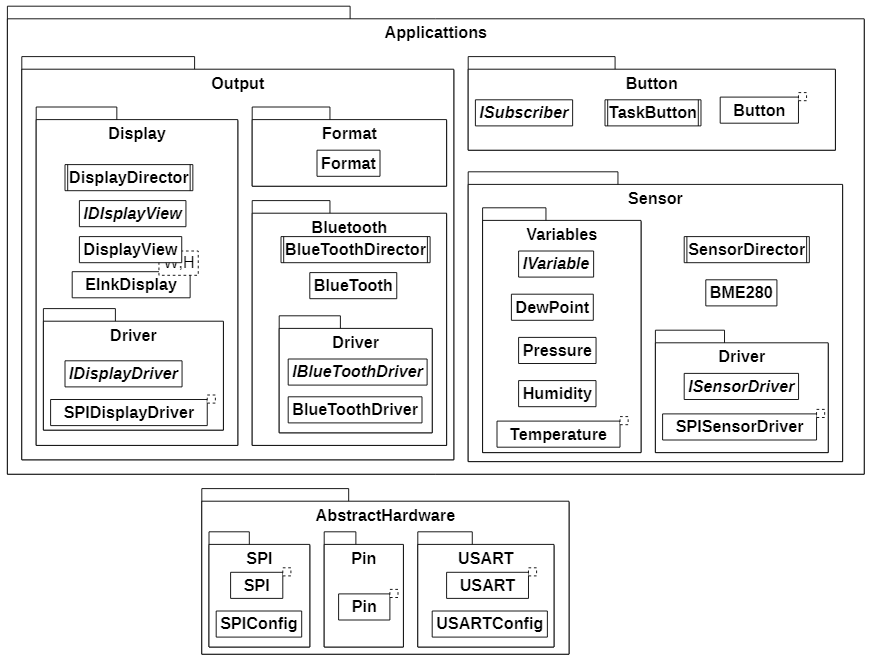 Applicattions
Output
Display
DisplayDirector
IDIsplayView
DisplayView
W,H
EInkDisplay
Driver
IDisplayDriver
SPIDisplayDriver
Format
Format
Bluetooth
BlueToothDirector
BlueTooth
Driver
IBlueToothDriver
BlueToothDriver
Button
ISubscriber
TaskButton
Button
Sensor
Variables
IVariable
DewPoint
Pressure
Humidity
Temperature
SensorDirector
BME280
Driver
ISensorDriver
SPISensorDriver
AbstractHardware
SPI
SPI
SPIConfig
Pin
Pin
USART
USART
USARTConfig